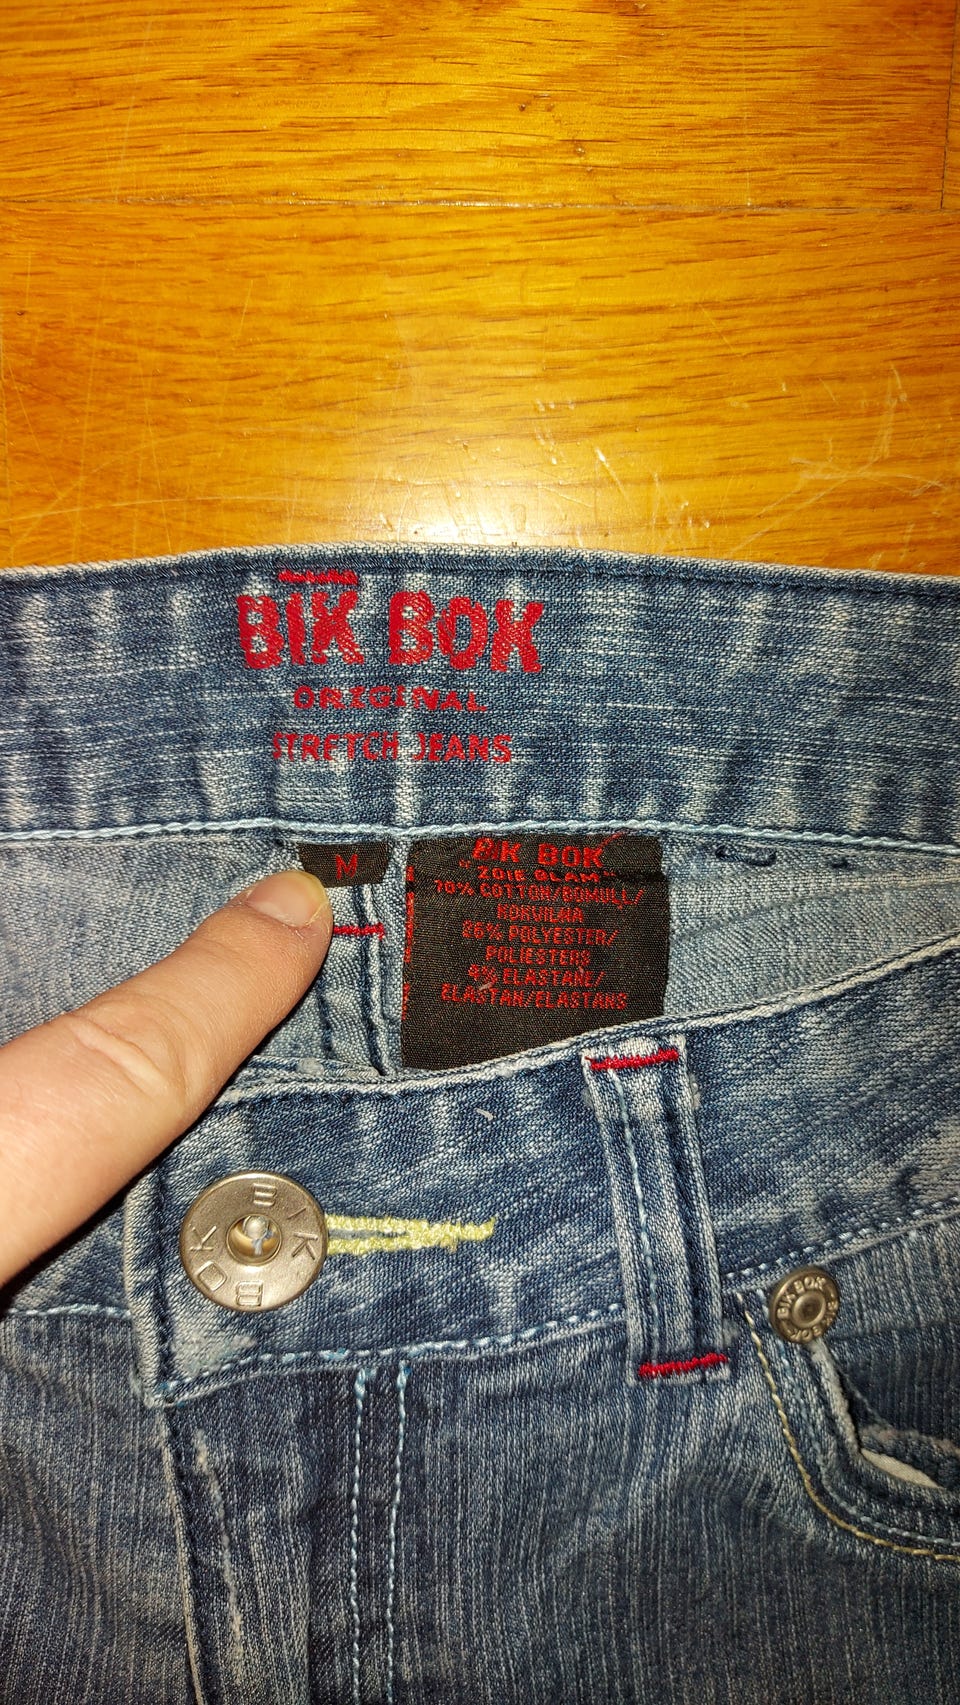 BIK BOK
ORIGINAL
STRETCH JEANS
M
BIK BOK
"ZOIE GLAM"
70% COTTON/BOMULL/
KOKVILNA
26% POLYESTER/
POLIESTERS
4% ELASTANE/
ELASTAN/ELASTANS
BIK BOK
BIK BOK